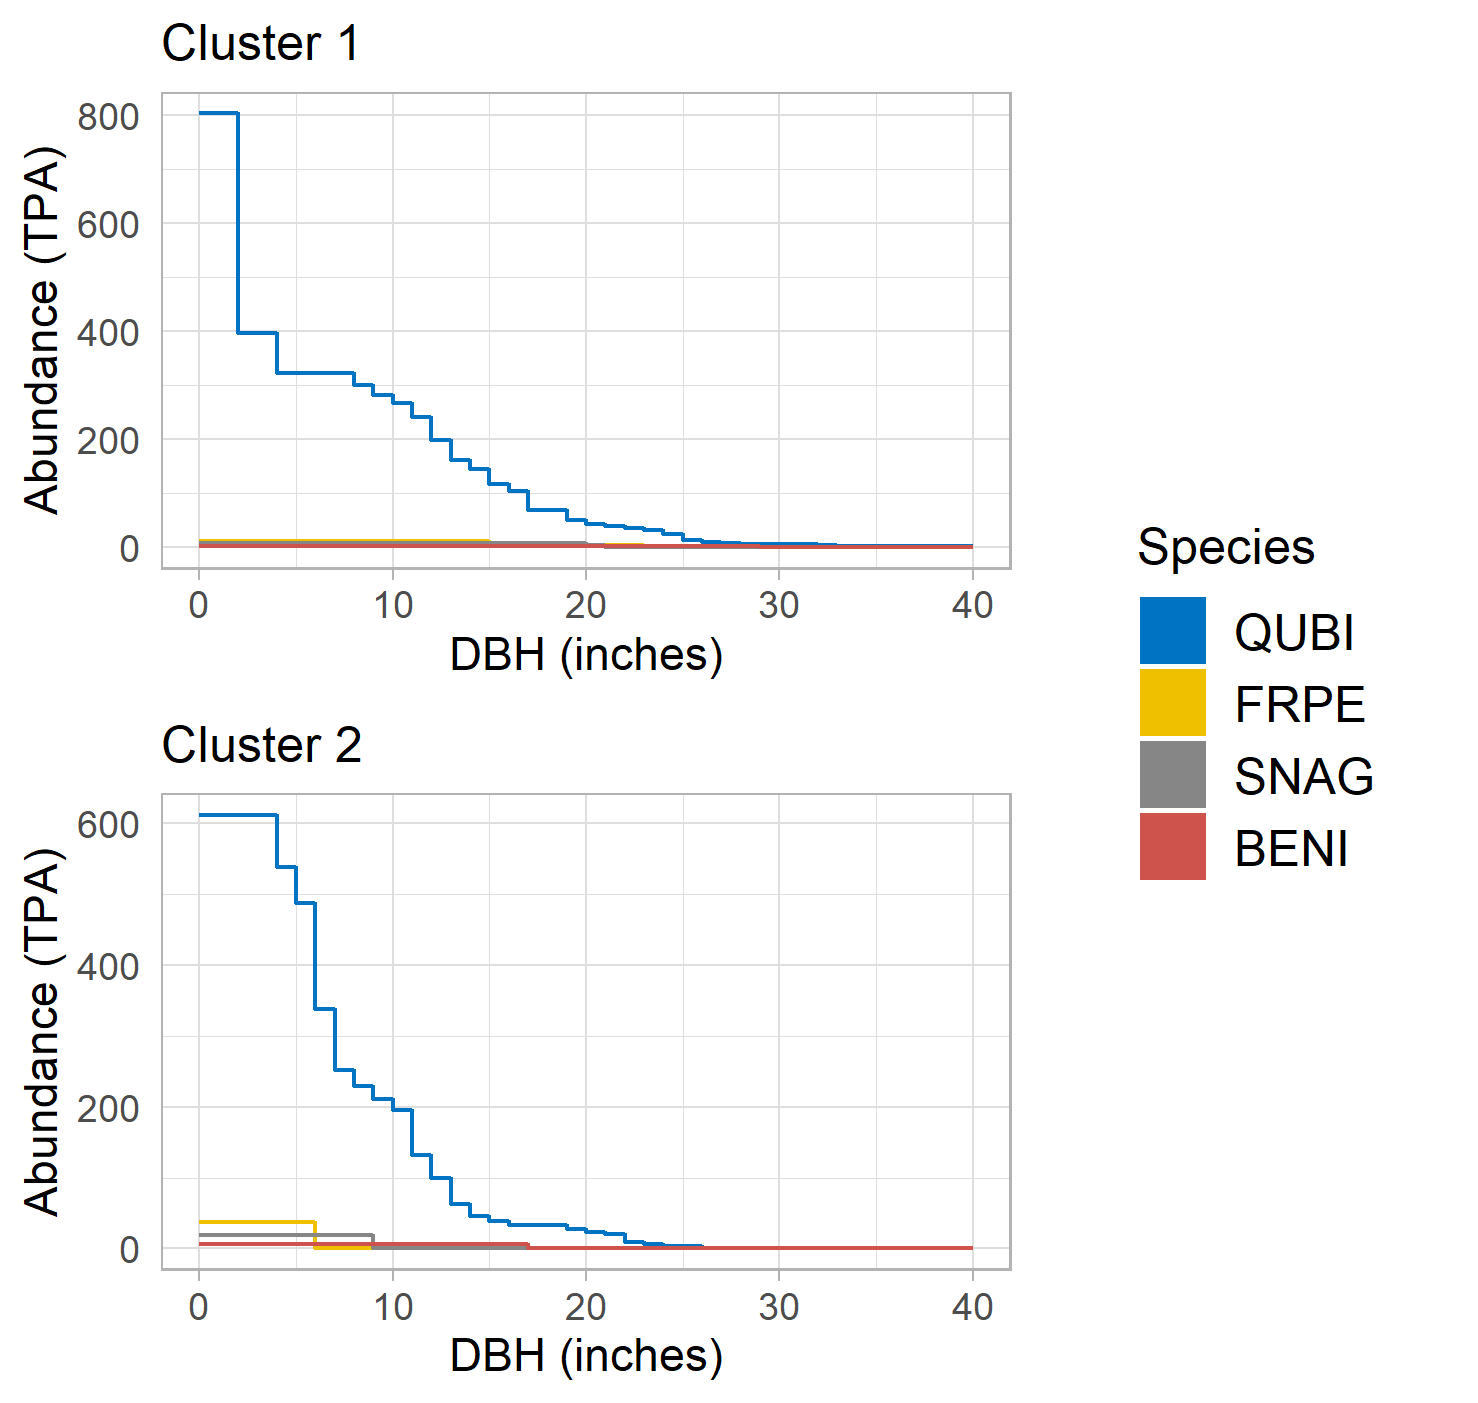 Cluster 1
Abundance (TPA)
800
600
400
200
0
0 10 20 30 40
DBH (inches)
Cluster 2
Abundance (TPA)
600
400
200
0
0 10 20 30 40
DBH (inches)
Species
QUBI
FRPE
SNAG
BENI